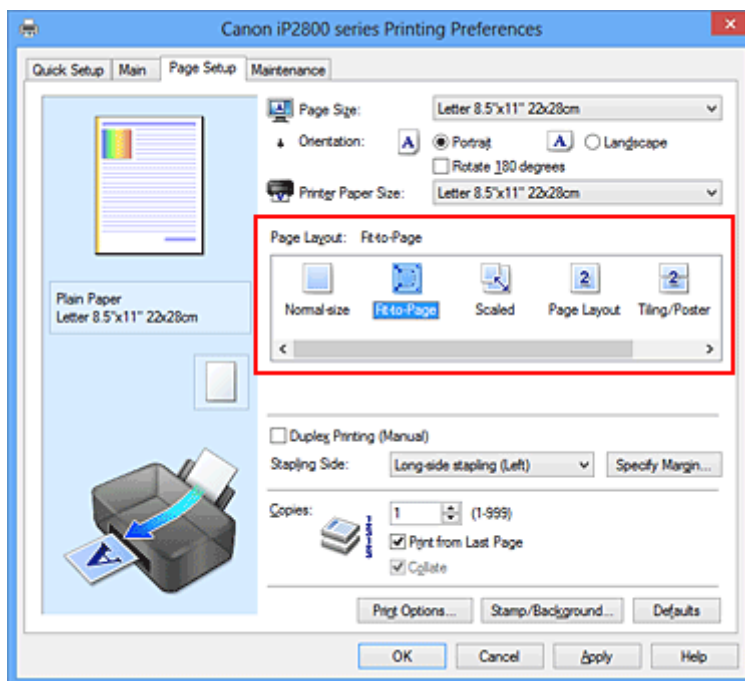 Canon iP2800 series Printing Preferences
Quick Setup Main Page Setup Maintenance
Page Size: Letter 8.5"x11" 22x28cm
Orientation: A Portrait A Landscape
Rotate 180 degrees
Printer Paper Size: Letter 8.5"x11" 22x28cm
Page Layout: Fit-to-Page
Normal-size Fit-to-Page Scaled Page Layout Tiling/Poster
Plain Paper
Letter 8.5"x11" 22x28cm
Duplex Printing (Manual)
Stapling Side: Long-side stapling (Left) Specify Margin...
Copies: 1 (1-999)
Print from Last Page
Collate
Print Options... Stamp/Background... Defaults
OK Cancel Apply Help